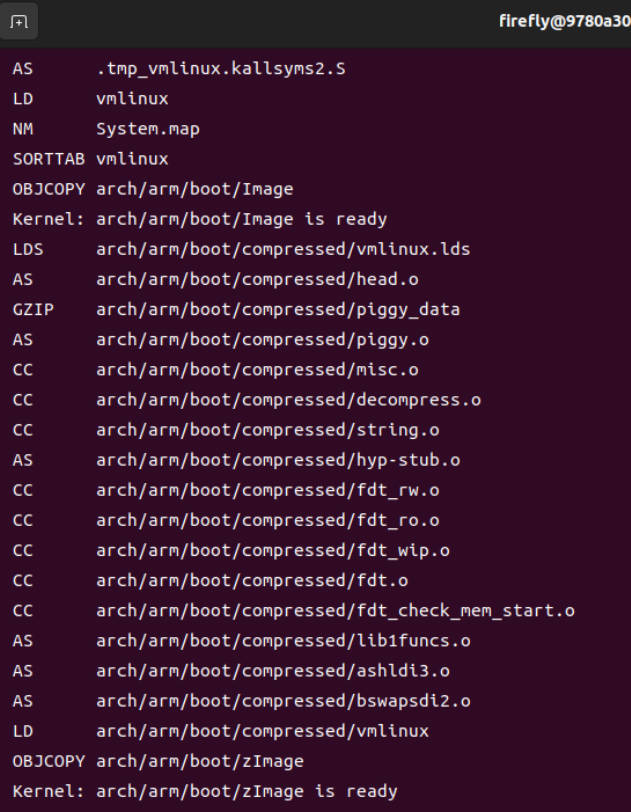 firefly@9780a30
AS .tmp_vmlinux.kallsyms2.S
LD vmlinux
NM System.map
SORTTAB vmlinux
OBJCOPY arch/arm/boot/Image
Kernel: arch/arm/boot/Image is ready
LDS arch/arm/boot/compressed/vmlinux.lds
AS arch/arm/boot/compressed/head.o
GZIP arch/arm/boot/compressed/piggy_data
AS arch/arm/boot/compressed/piggy.o
CC arch/arm/boot/compressed/misc.o
CC arch/arm/boot/compressed/decompress.o
CC arch/arm/boot/compressed/string.o
AS arch/arm/boot/compressed/hyp-stub.o
CC arch/arm/boot/compressed/fdt_rw.o
CC arch/arm/boot/compressed/fdt_ro.o
CC arch/arm/boot/compressed/fdt_wip.o
CC arch/arm/boot/compressed/fdt.o
CC arch/arm/boot/compressed/fdt_check_mem_start.o
AS arch/arm/boot/compressed/lib1funcs.o
AS arch/arm/boot/compressed/ashldi3.o
AS arch/arm/boot/compressed/bswapsdi2.o
LD arch/arm/boot/compressed/vmlinux
OBJCOPY arch/arm/boot/zImage
Kernel: arch/arm/boot/zImage is ready